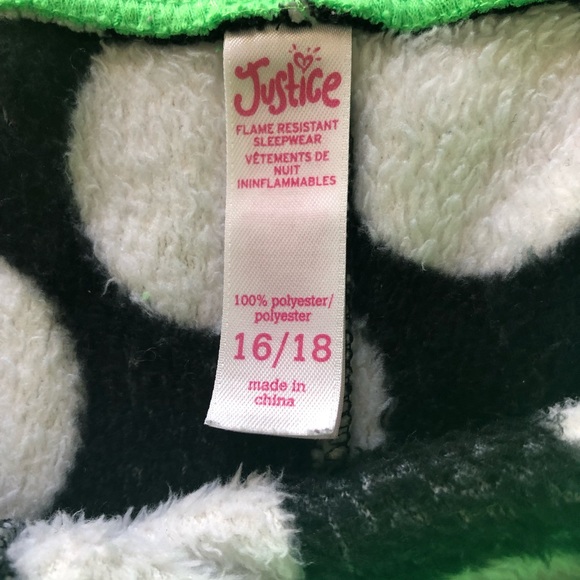 Justice
FLAME RESISTANT
SLEEPWEAR
VÊTEMENTS DE
NUIT
ININFLAMMABLES
100% polyester/
polyester
16/18
made in
china